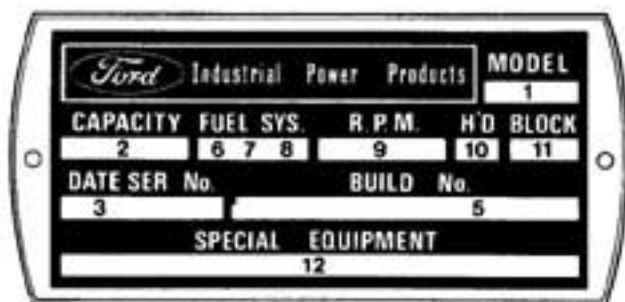 Ford Industrial Power Products
MODEL
1
CAPACITY FUEL SYS. R.P.M. H'D BLOCK
2 6 7 8 9 10 11
DATE SER No. BUILD No.
3 5
SPECIAL EQUIPMENT
12